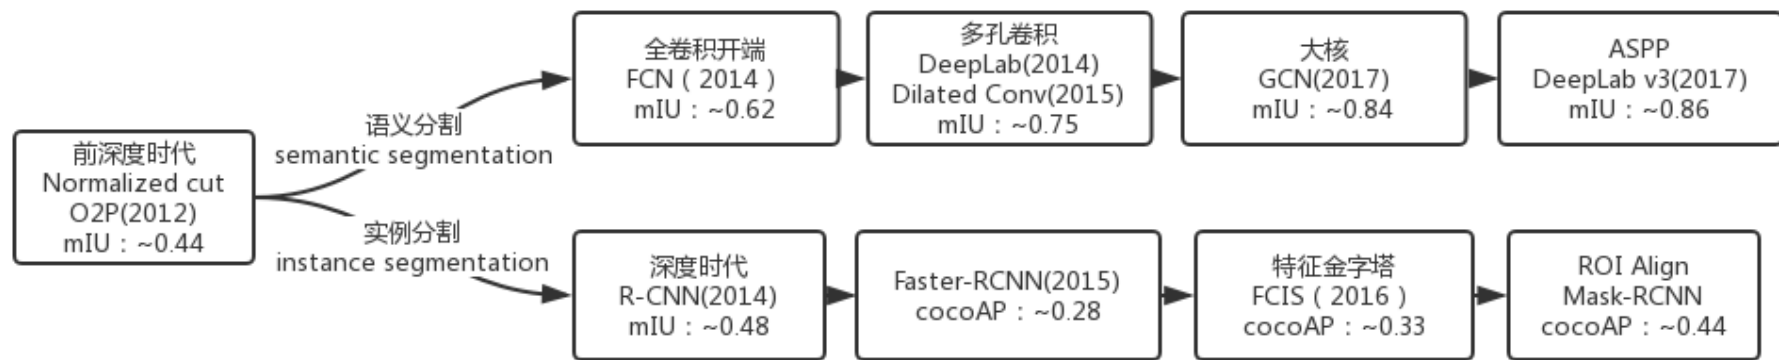 前深度时代
Normalized cut
O2P(2012)
mIU：~0.44
语义分割
semantic segmentation
全卷积开端
FCN（2014）
mIU：~0.62
多孔卷积
DeepLab(2014)
Dilated Conv(2015)
mIU：~0.75
大核
GCN(2017)
mIU：~0.84
ASPP
DeepLab v3(2017)
mIU：~0.86
实例分割
instance segmentation
深度时代
R-CNN(2014)
mIU：~0.48
Faster-RCNN(2015)
cocoAP：~0.28
特征金字塔
FCIS（2016）
cocoAP：~0.33
ROI Align
Mask-RCNN
cocoAP：~0.44